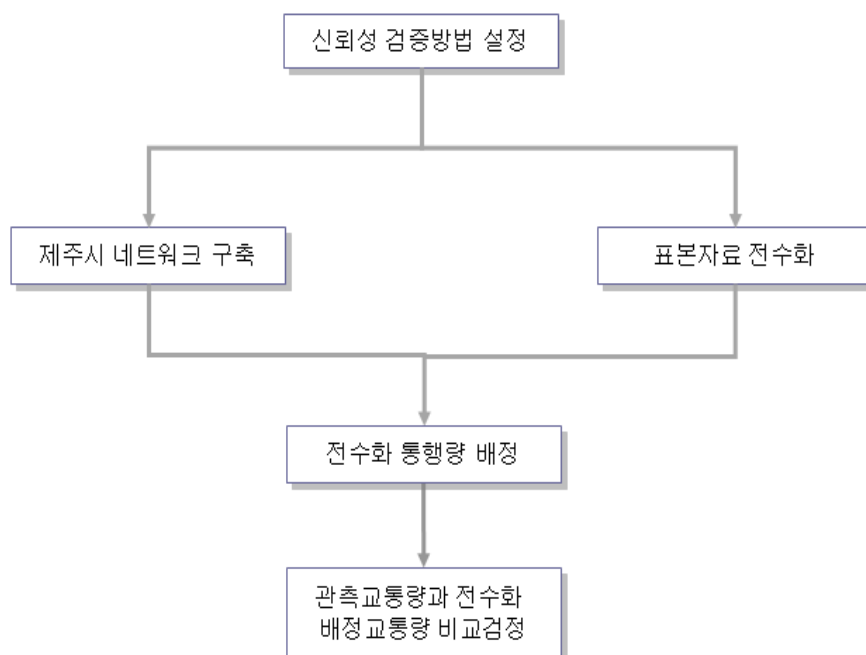 신뢰성 검증방법 설정
제주시 네트워크 구축
표본자료 전수화
전수화 통행량 배정
관측교통량과 전수화
배정교통량 비교검정